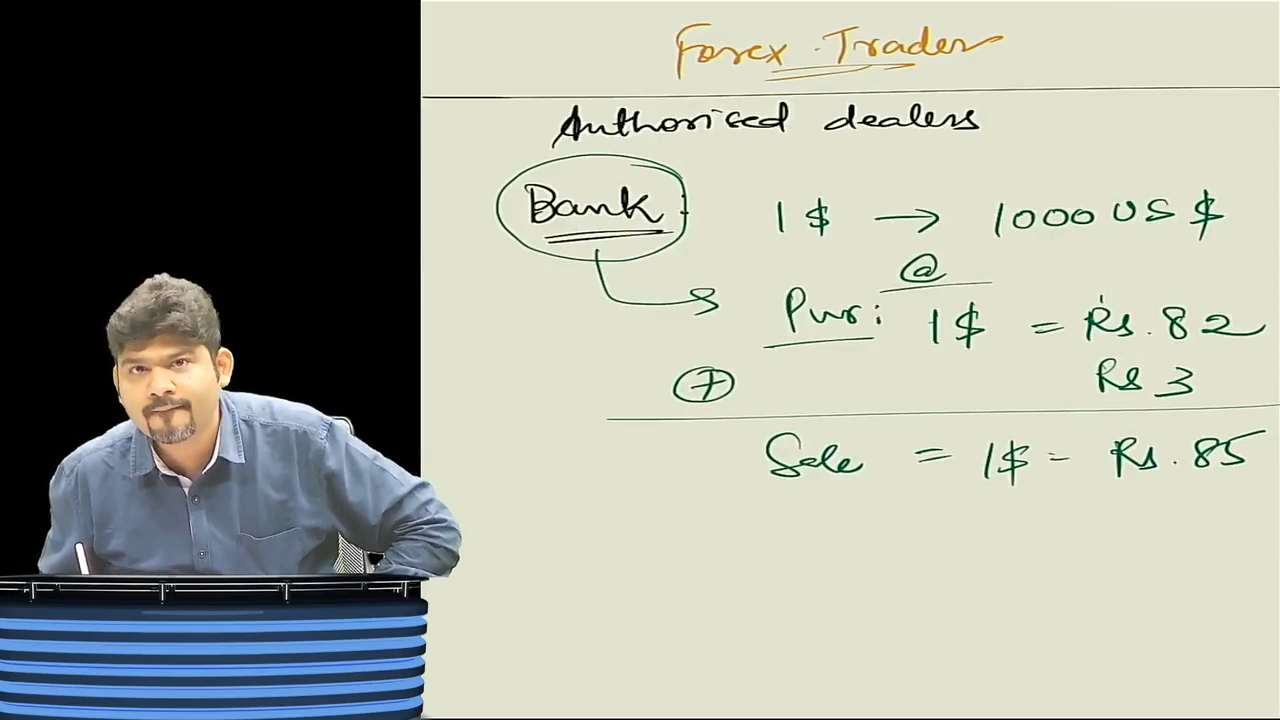 Forex Trader
Authorised dealers
Bank
1 $ → 1000 US $
@
Pur: 1 $ = Rs. 82
+ Rs 3
Sale = 1$ = Rs. 85